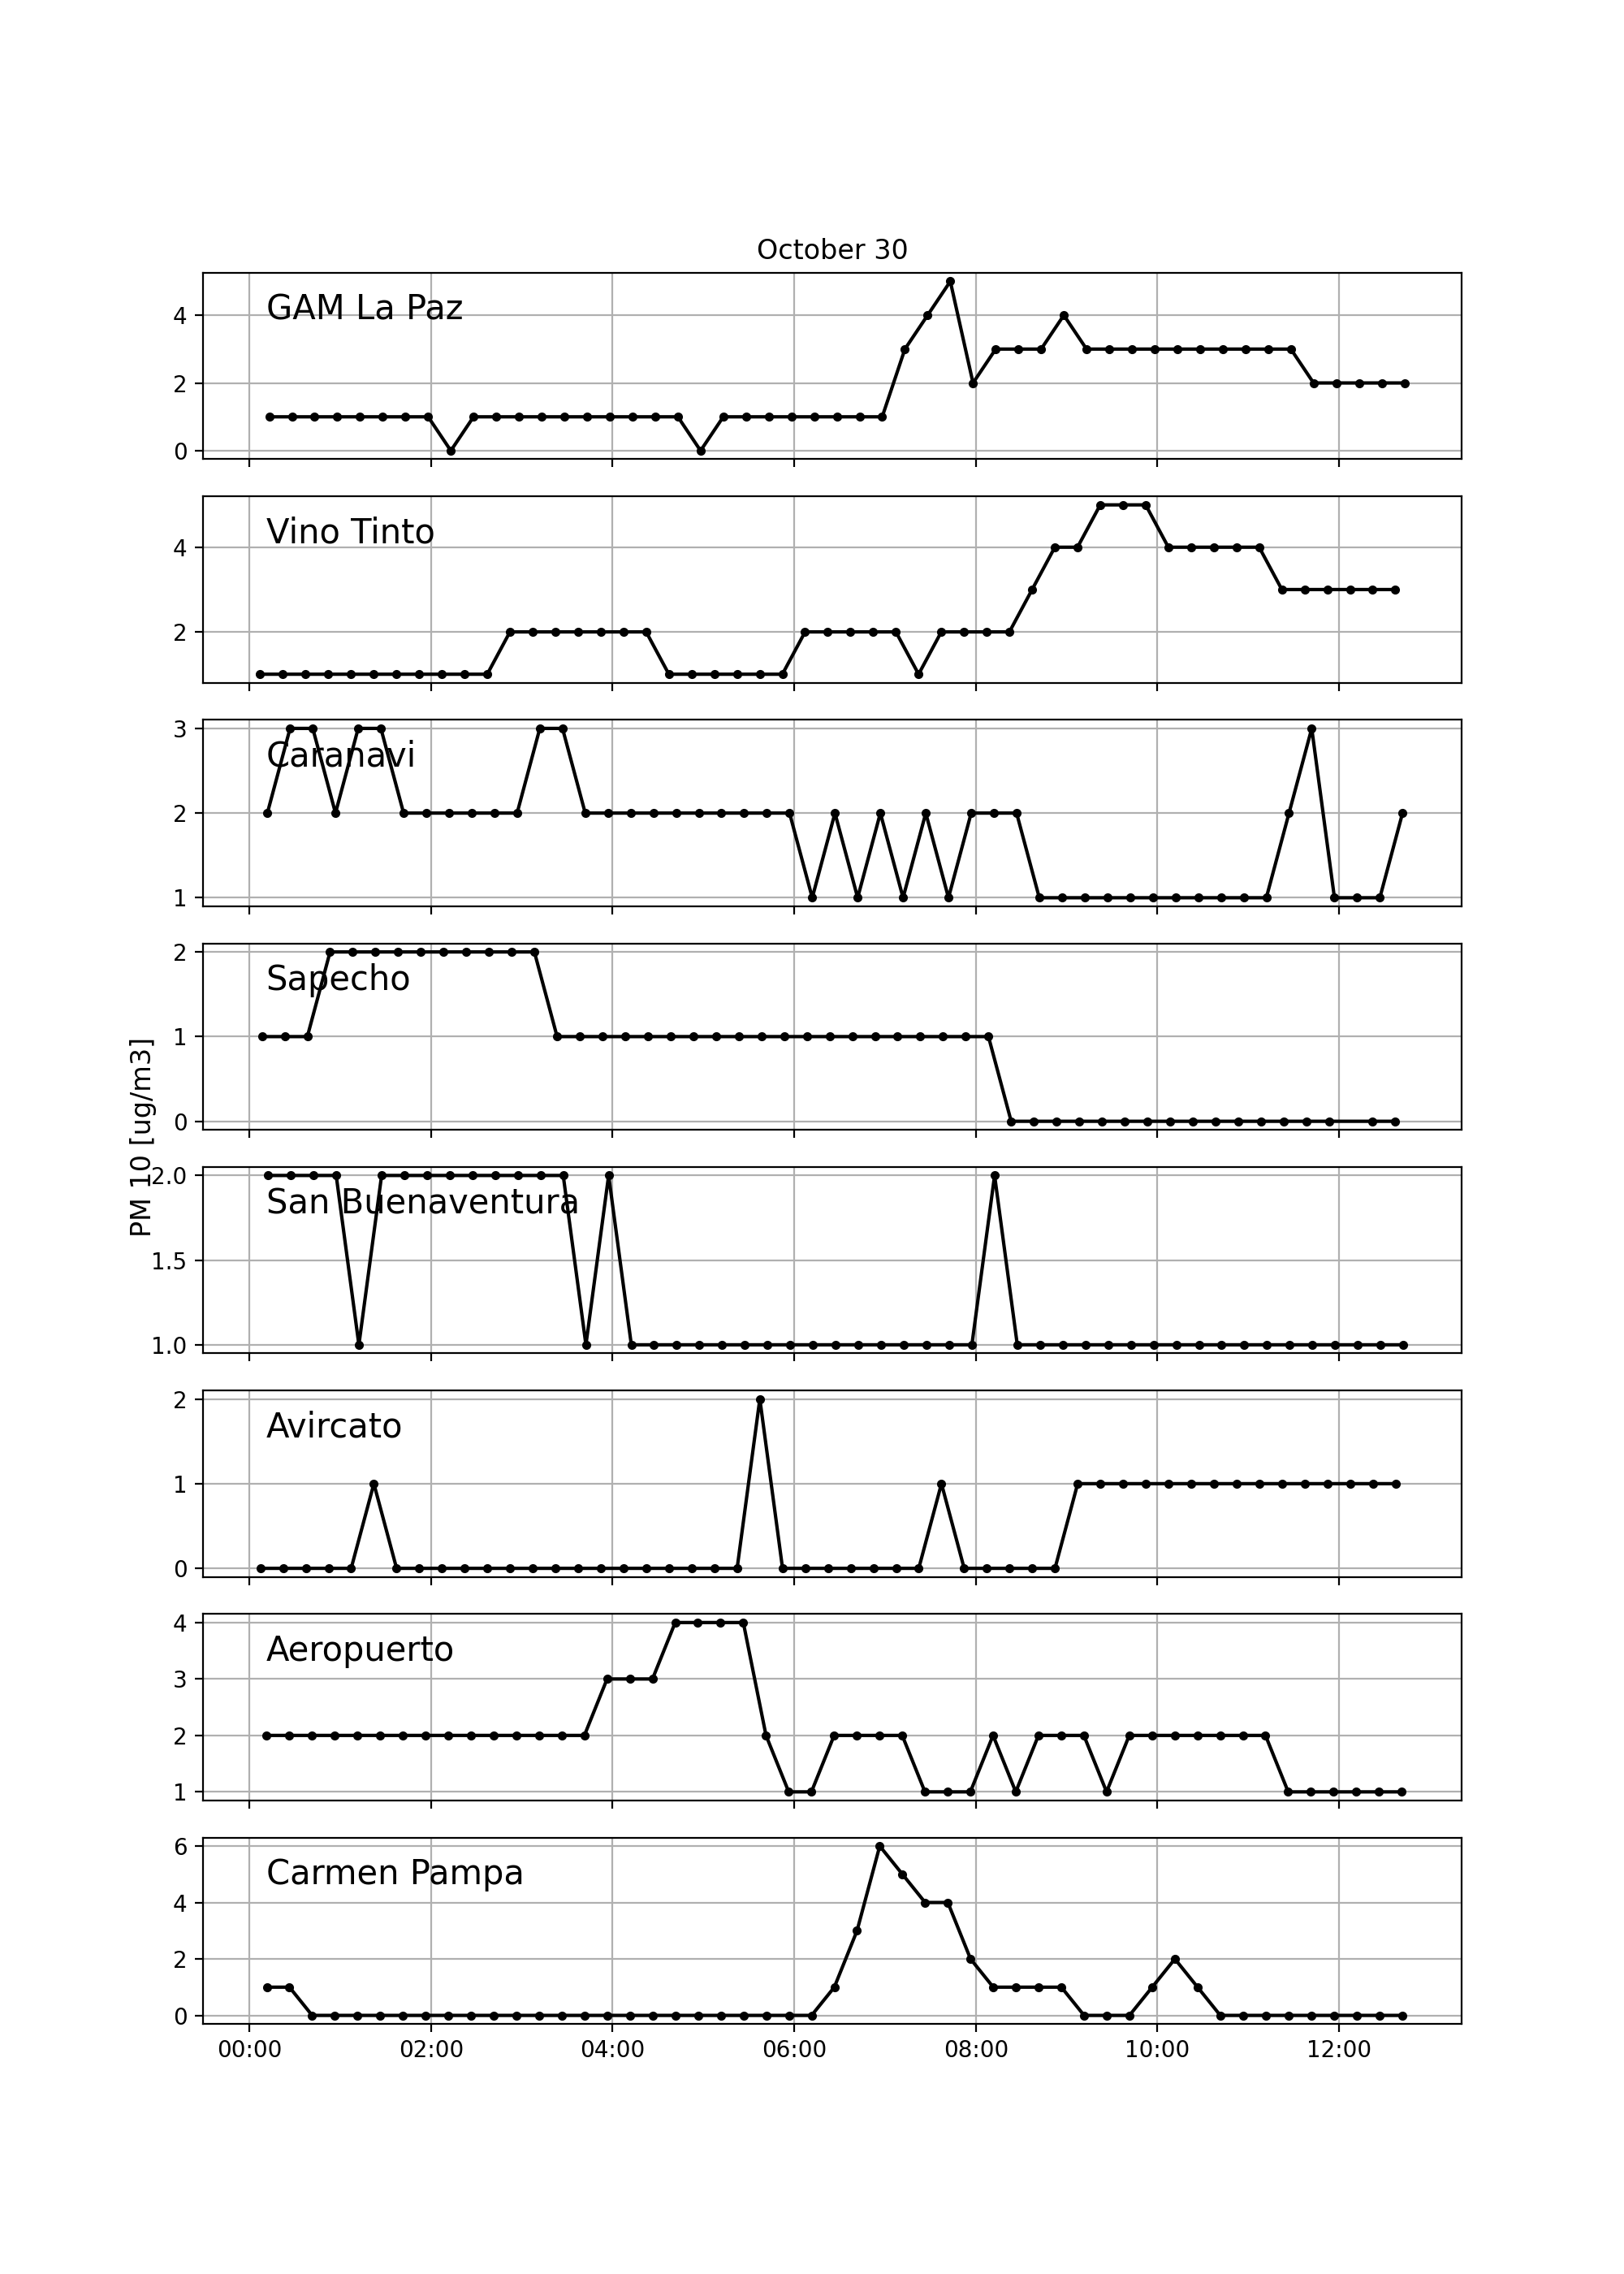 October 30
GAM La Paz
4
2
0
Vino Tinto
4
2
Caranavi
3
2
1
Sapecho
2
1
0
PM 10 [ug/m3]
San Buenaventura
2.0
1.5
1.0
Avircato
2
1
0
Aeropuerto
4
3
2
1
Carmen Pampa
6
4
2
0
00:00 02:00 04:00 06:00 08:00 10:00 12:00